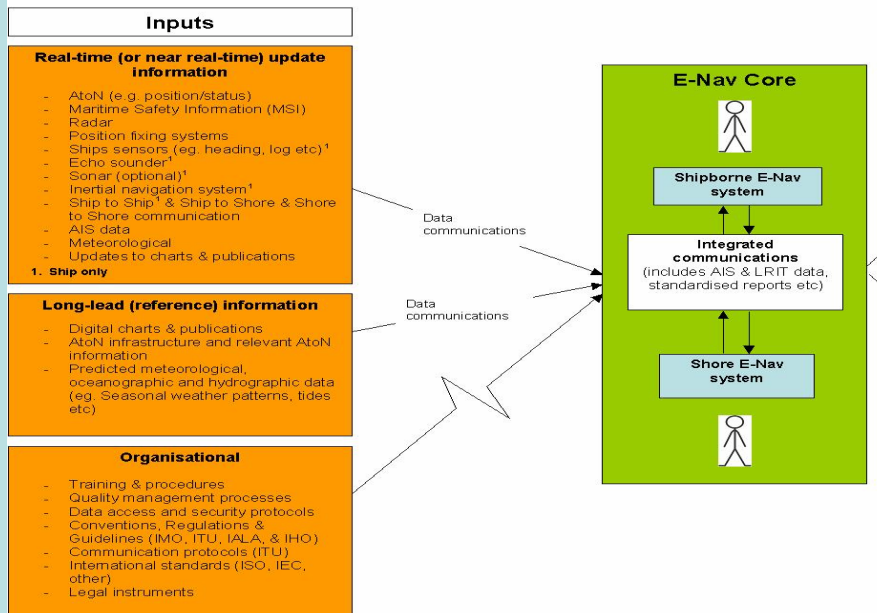 Inputs
Real-time (or near real-time) update
information
- AtoN (e.g. position/status)
- Maritime Safety Information (MSI)
- Radar
- Position fixing systems
- Ships sensors (eg. heading, log etc)¹
- Echo sounder¹
- Sonar (optional)¹
- Inertial navigation system¹
- Ship to Ship¹ & Ship to Shore & Shore
to Shore communication
- AIS data
- Meteorological
- Updates to charts & publications
1. Ship only
Long-lead (reference) information
- Digital charts & publications
- AtoN infrastructure and relevant AtoN
information
- Predicted meteorological,
oceanographic and hydrographic data
(eg. Seasonal weather patterns, tides
etc)
Organisational
- Training & procedures
- Quality management processes
- Data access and security protocols
- Conventions, Regulations &
Guidelines (IMO, ITU, IALA, & IHO)
- Communication protocols (ITU)
- International standards (ISO, IEC,
other)
- Legal instruments
Data
communications
Data
communications
E-Nav Core
Shipborne E-Nav
system
Integrated
communications
(includes AIS & LRIT data,
standardised reports etc)
Shore E-Nav
system